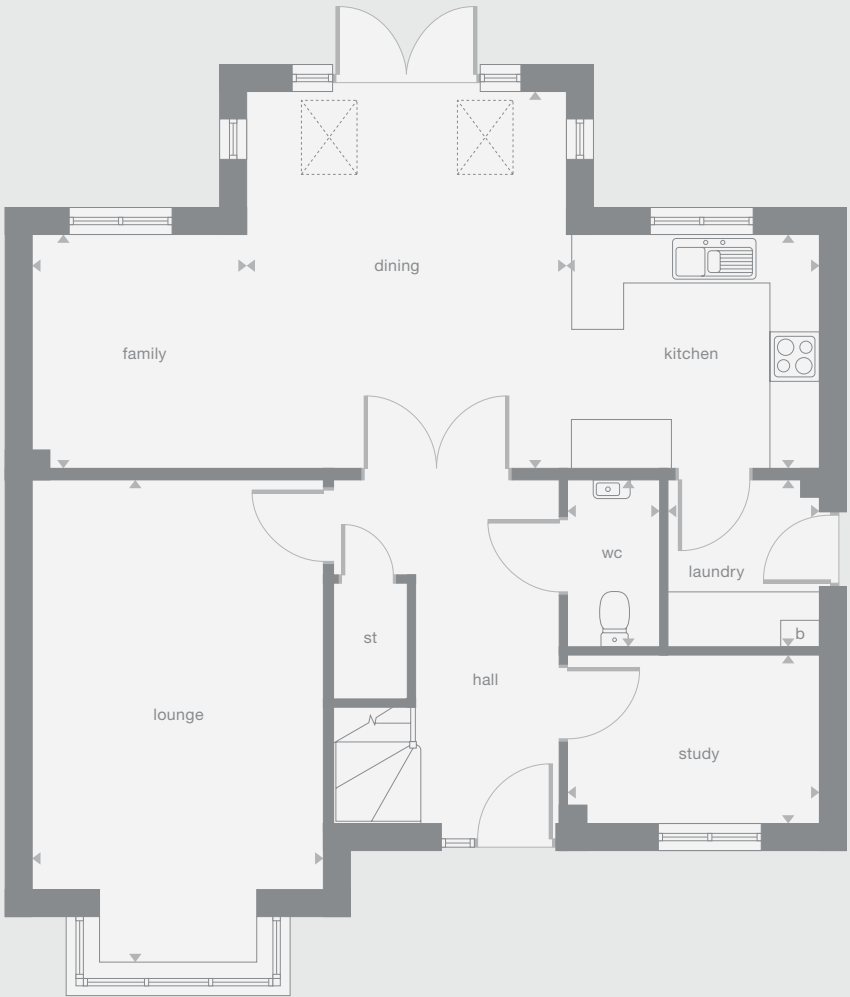 dining
family
kitchen
wc
laundry
b
st
hall
lounge
study